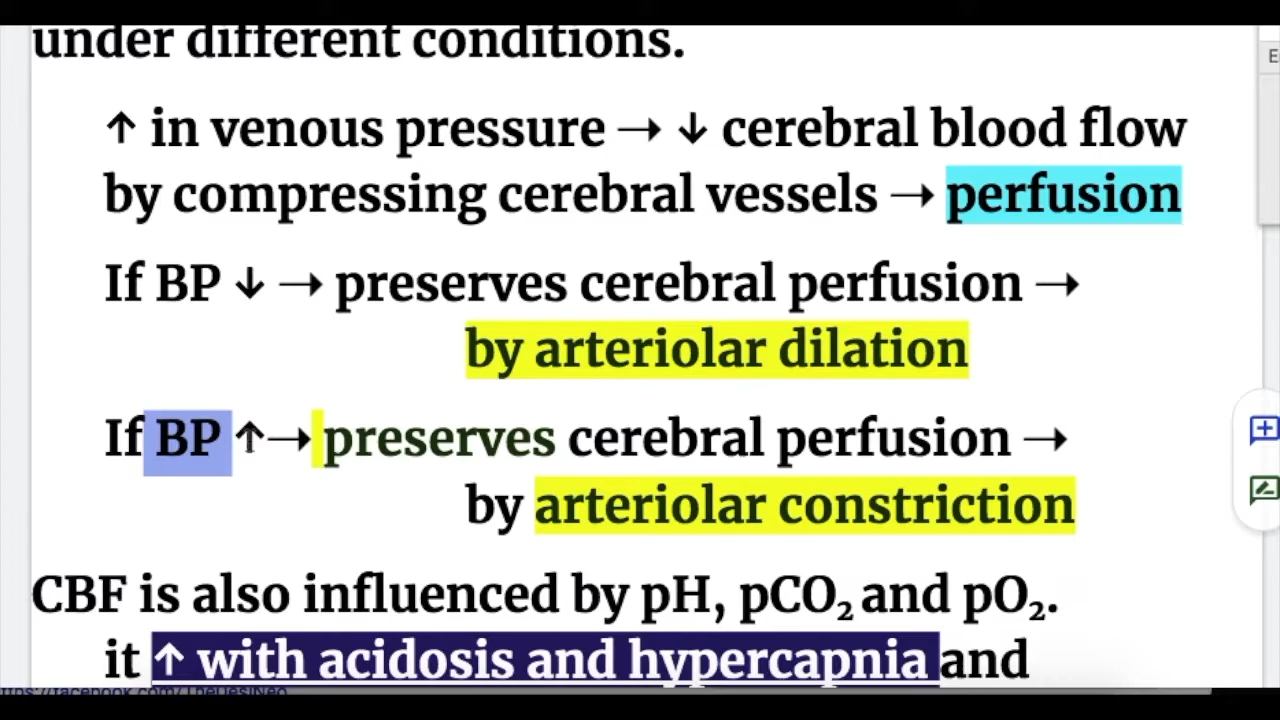 under different conditions.
↑ in venous pressure → ↓ cerebral blood flow
by compressing cerebral vessels → perfusion
If BP ↓ → preserves cerebral perfusion →
by arteriolar dilation
If BP ↑→ preserves cerebral perfusion →
by arteriolar constriction
CBF is also influenced by pH, pCO₂ and pO₂.
it ↑ with acidosis and hypercapnia and
E